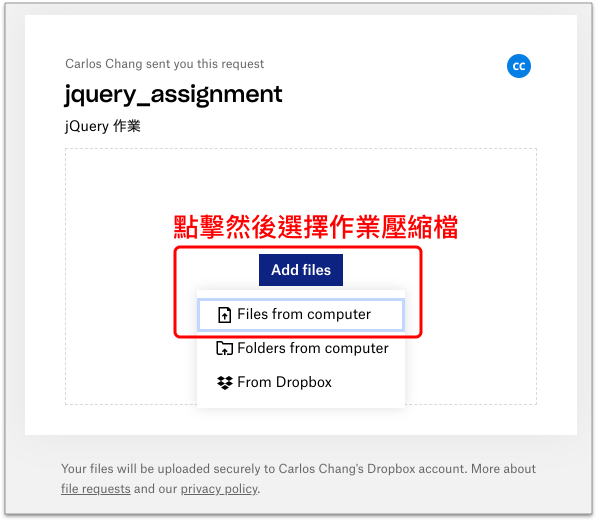 Carlos Chang sent you this request
CC
jquery_assignment
jQuery 作業
點擊然後選擇作業壓縮檔
Add files
Files from computer
Folders from computer
From Dropbox
Your files will be uploaded securely to Carlos Chang's Dropbox account. More about
file requests and our privacy policy.